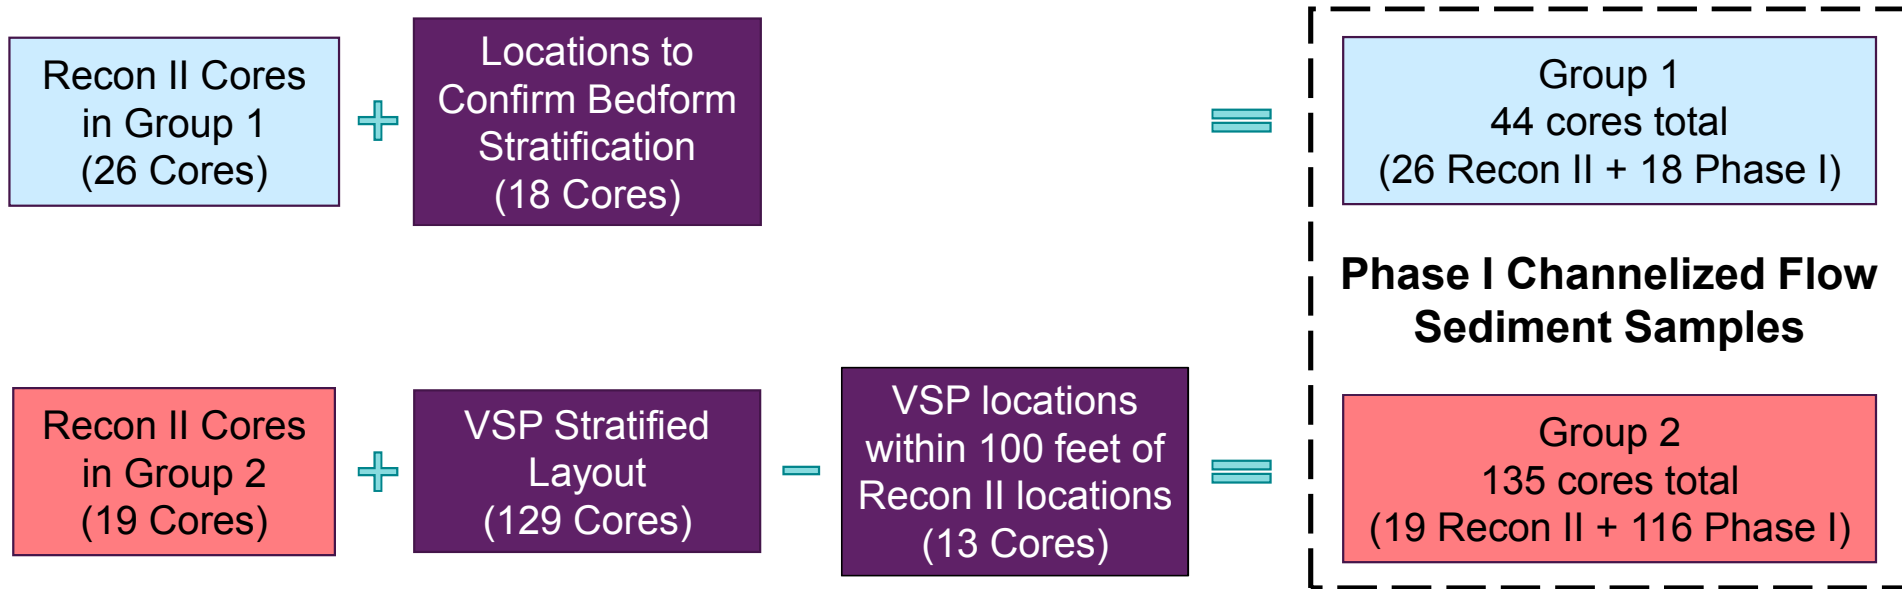 Recon II Cores
in Group 1
(26 Cores)
+
Locations to
Confirm Bedform
Stratification
(18 Cores)
=
Group 1
44 cores total
(26 Recon II + 18 Phase I)
Phase I Channelized Flow
Sediment Samples
Recon II Cores
in Group 2
(19 Cores)
+
VSP Stratified
Layout
(129 Cores)
-
VSP locations
within 100 feet of
Recon II locations
(13 Cores)
=
Group 2
135 cores total
(19 Recon II + 116 Phase I)